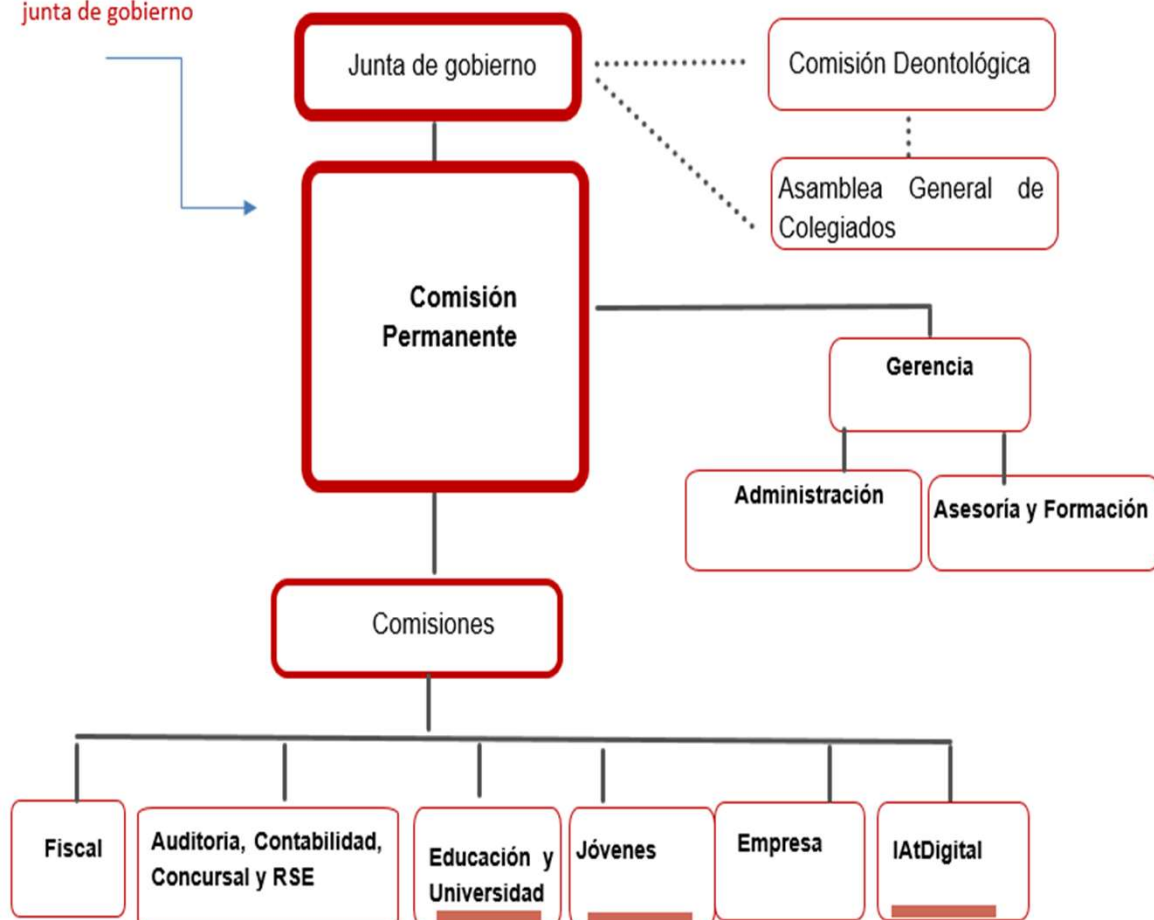 junta de gobierno
Junta de gobierno
Comisión Deontológica
Asamblea General de
Colegiados
Comisión
Permanente
Gerencia
Administración
Asesoría y Formación
Comisiones
Fiscal
Auditoria, Contabilidad,
Concursal y RSE
Educación y
Universidad
Jóvenes
Empresa
IAtDigital